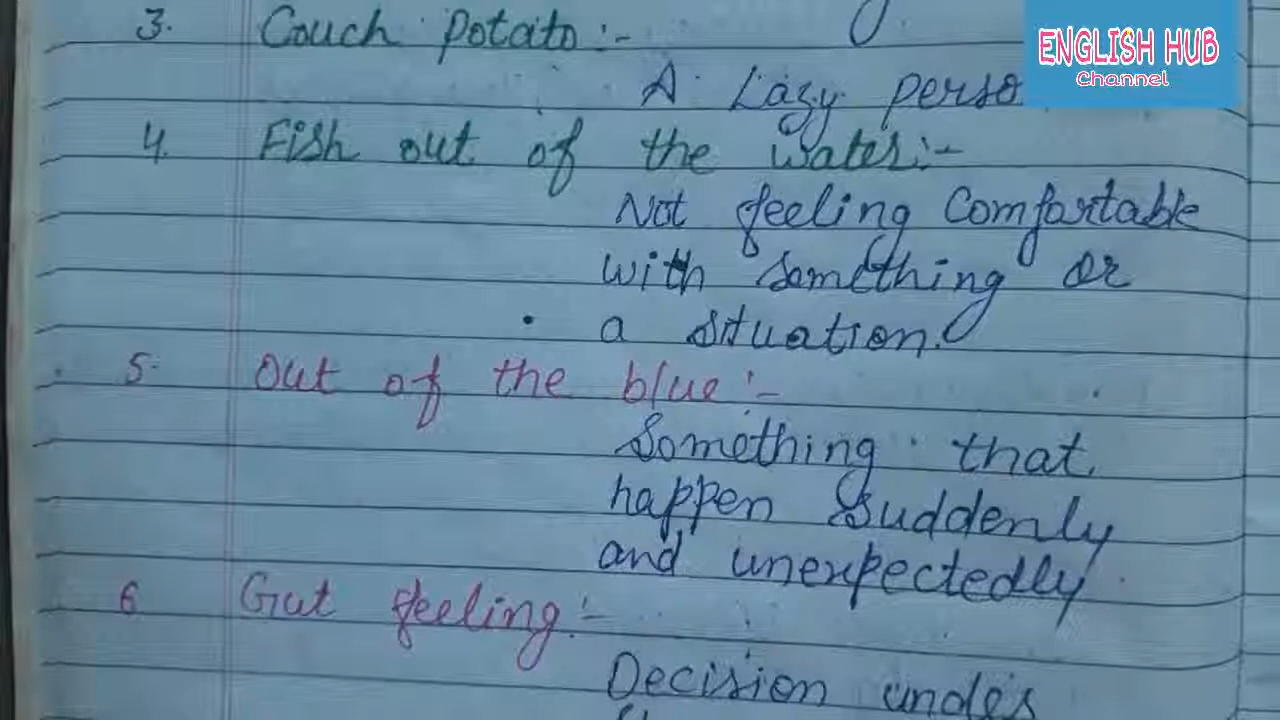 3. Couch potato :-
ENGLISH HUB
Channel
A Lazy perso
4. Fish out of the water :-
Not feeling Comfortable
with something or
a situation.
5. Out of the blue :-
Something that
happen Suddenly
and unexpectedly
6 Gut feeling :-
Decision under